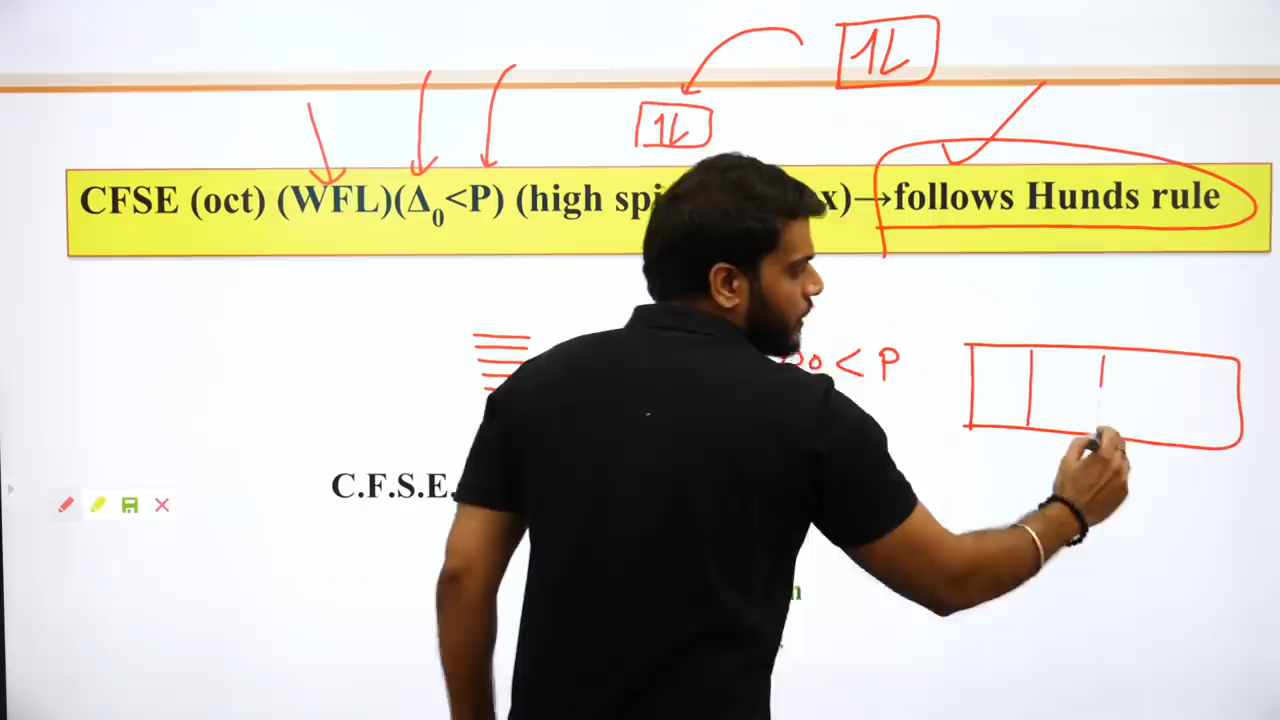 1L
1L
CFSE (oct) (WFL)(Δ₀<P) (high spi x)→follows Hunds rule
< P
C.F.S.E.